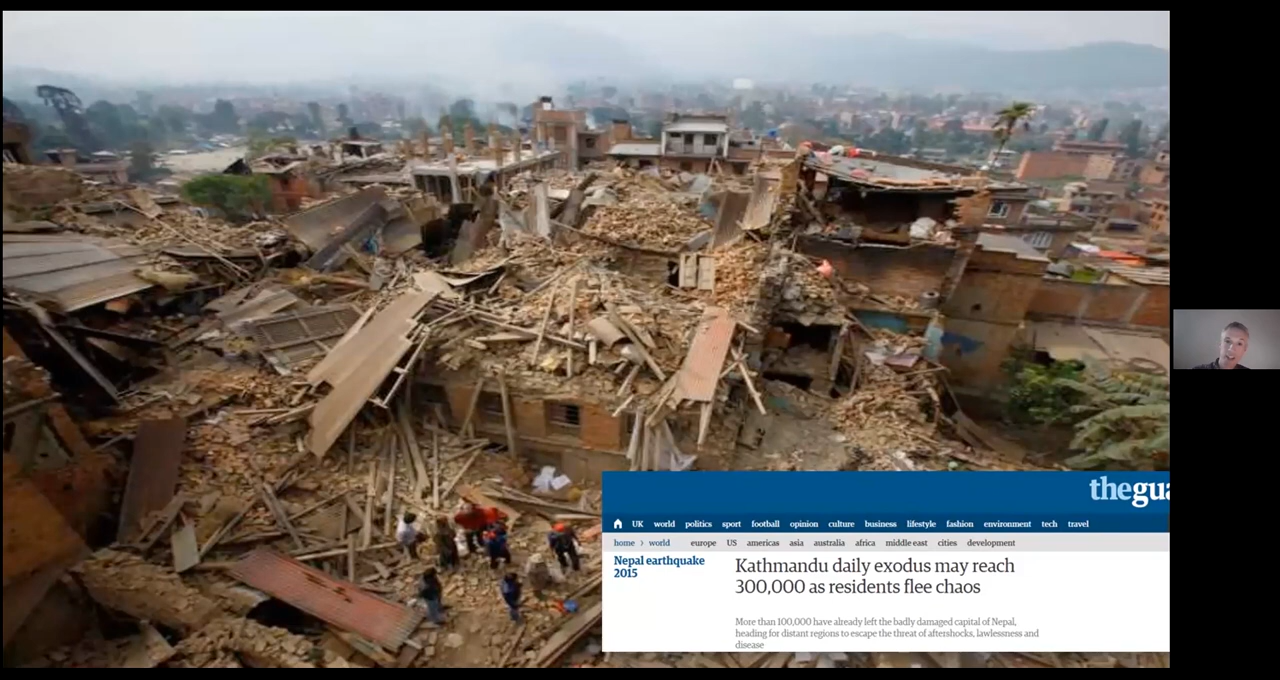 thegua
UK world politics sport football opinion culture business lifestyle fashion environment tech travel
home > world europe US americas asia australia africa middle east cities development
Nepal earthquake
2015
Kathmandu daily exodus may reach
300,000 as residents flee chaos
More than 100,000 have already left the badly damaged capital of Nepal,
heading for distant regions to escape the threat of aftershocks, lawlessness and
disease